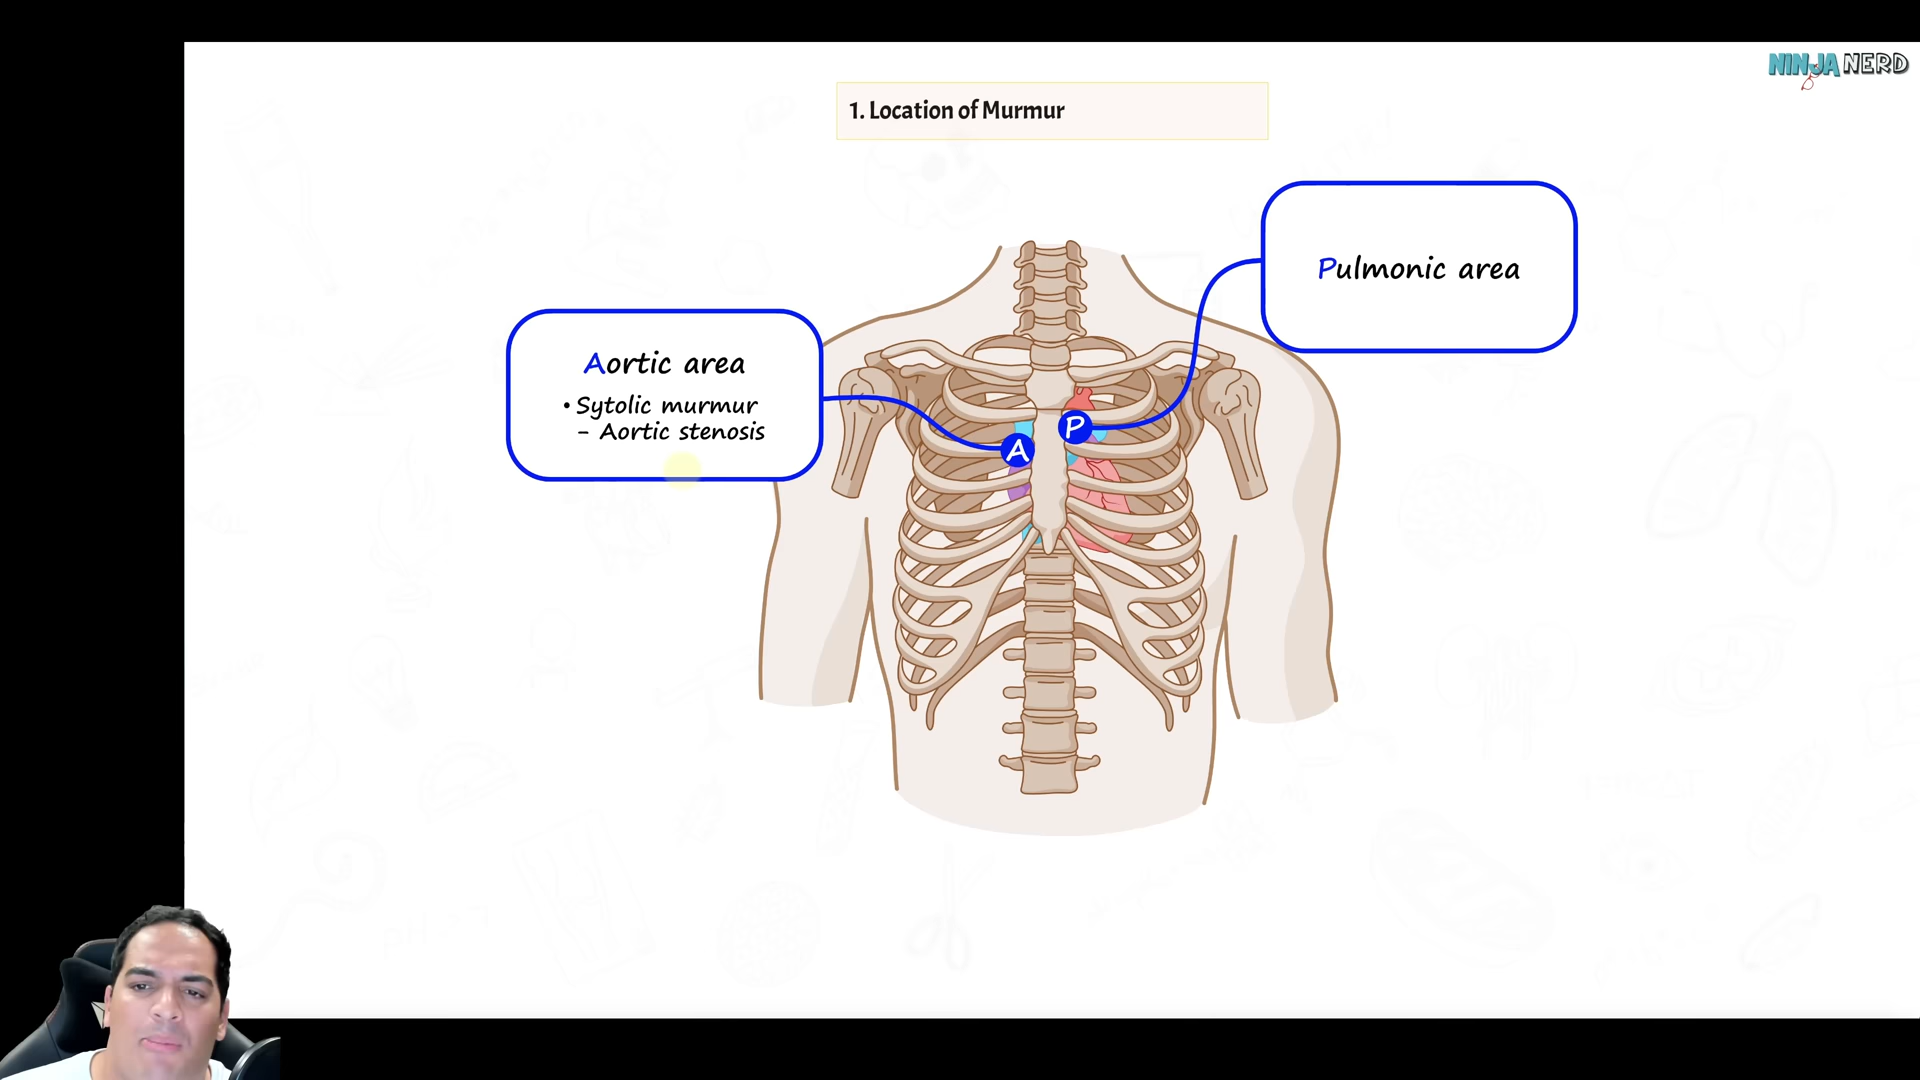 NINJA NERD
1. Location of Murmur
Pulmonic area
P
Aortic area
• Sytolic murmur
- Aortic stenosis
A